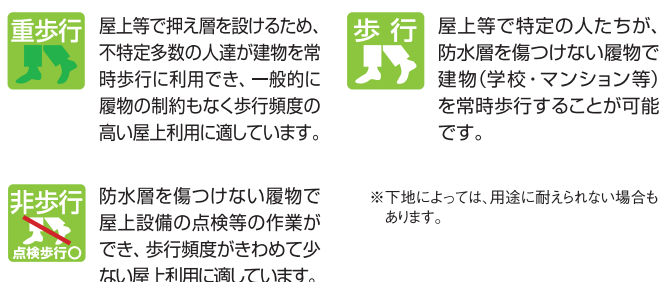 重歩行
屋上等で押え層を設けるため、
不特定多数の人達が建物を常
時歩行に利用でき、一般的に
履物の制約もなく歩行頻度の
高い屋上利用に適しています。
歩行
屋上等で特定の人たちが、
防水層を傷つけない履物で
建物（学校・マンション等）
を常時歩行することが可能
です。
非歩行
点検歩行○
防水層を傷つけない履物で
屋上設備の点検等の作業が
でき、歩行頻度がきわめて少
ない屋上利用に適しています。
※下地によっては、用途に耐えられない場合も
あります。